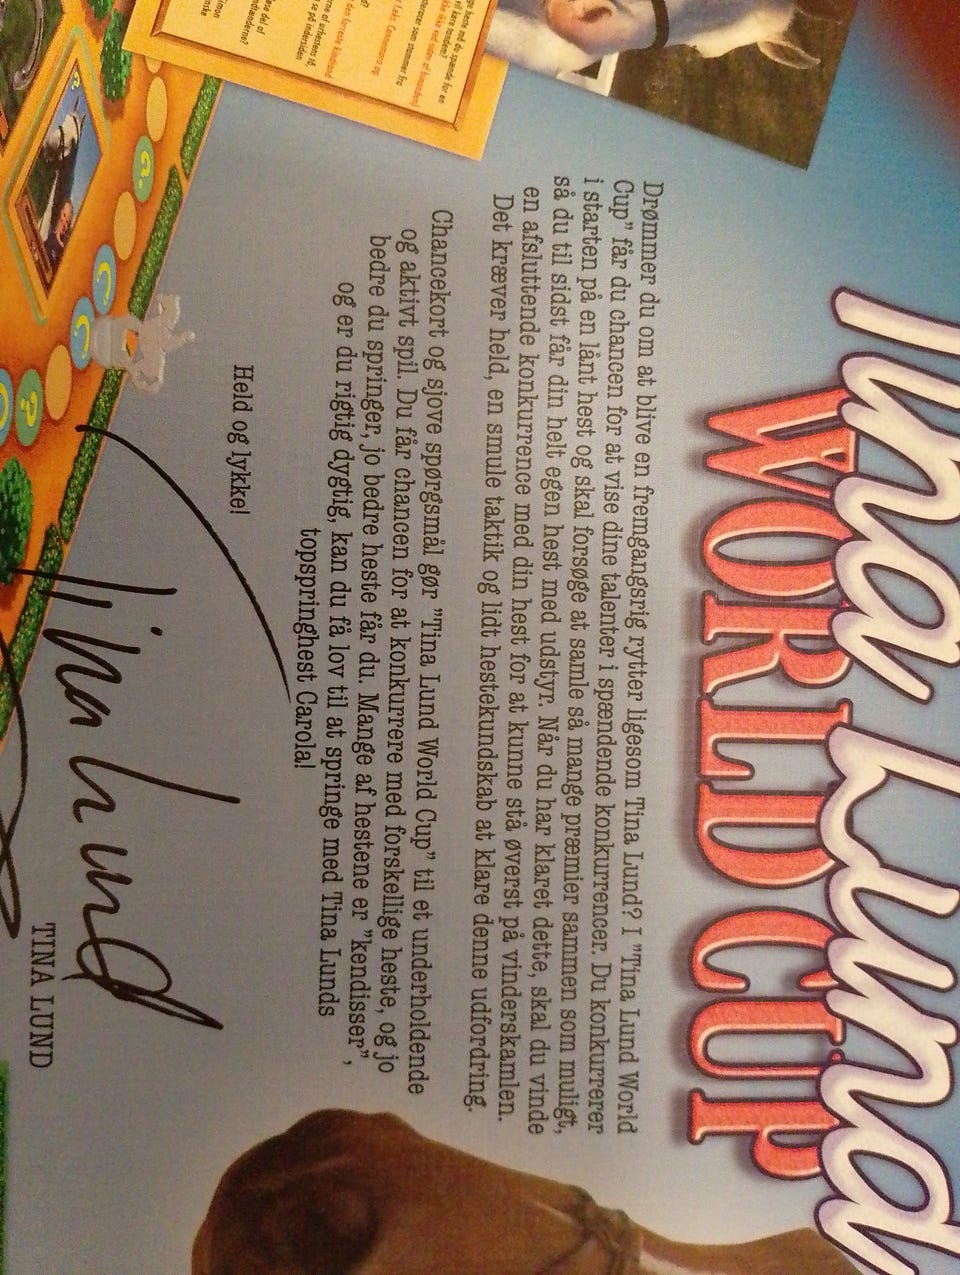 Tina Lund
WORLD CUP
Drømmer du om at blive en fremgangsrig rytter ligesom Tina Lund? I "Tina Lund World
Cup" får du chancen for at vise dine talenter i spændende konkurrencer. Du konkurrerer
i starten på en lånt hest og skal forsøge at samle så mange præmier sammen som muligt,
så du til sidst får din helt egen hest med udstyr. Når du har klaret dette, skal du vinde
en afsluttende konkurrence med din hest for at kunne stå øverst på vinderskamlen.
Det kræver held, en smule taktik og lidt hestekundskab at klare denne udfordring.
Chancekort og sjove spørgsmål gør "Tina Lund World Cup" til et underholdende
og aktivt spil. Du får chancen for at konkurrere med forskellige heste, og jo
bedre du springer, jo bedre heste får du. Mange af hestene er "kendisser",
og er du rigtig dygtig, kan du få lov til at springe med Tina Lunds
topspringhest Carola!
Held og lykke!
Tina Lund
TINA LUND